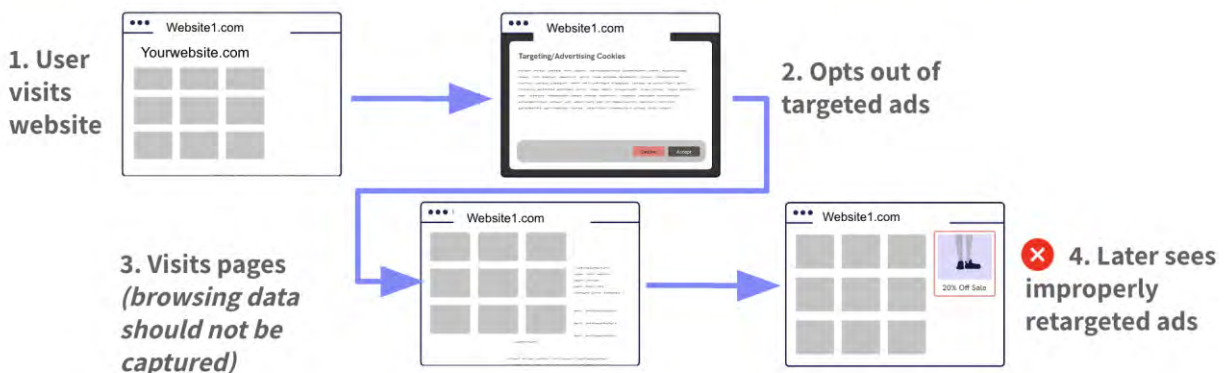 1. User
visits
website
Website1.com
Yourwebsite.com
Website1.com
Targeting/Advertising Cookies
Accept
2. Opts out of
targeted ads
3. Visits pages
(browsing data
should not be
captured)
Website1.com
Website1.com
20% Off Sale
4. Later sees
improperly
retargeted ads